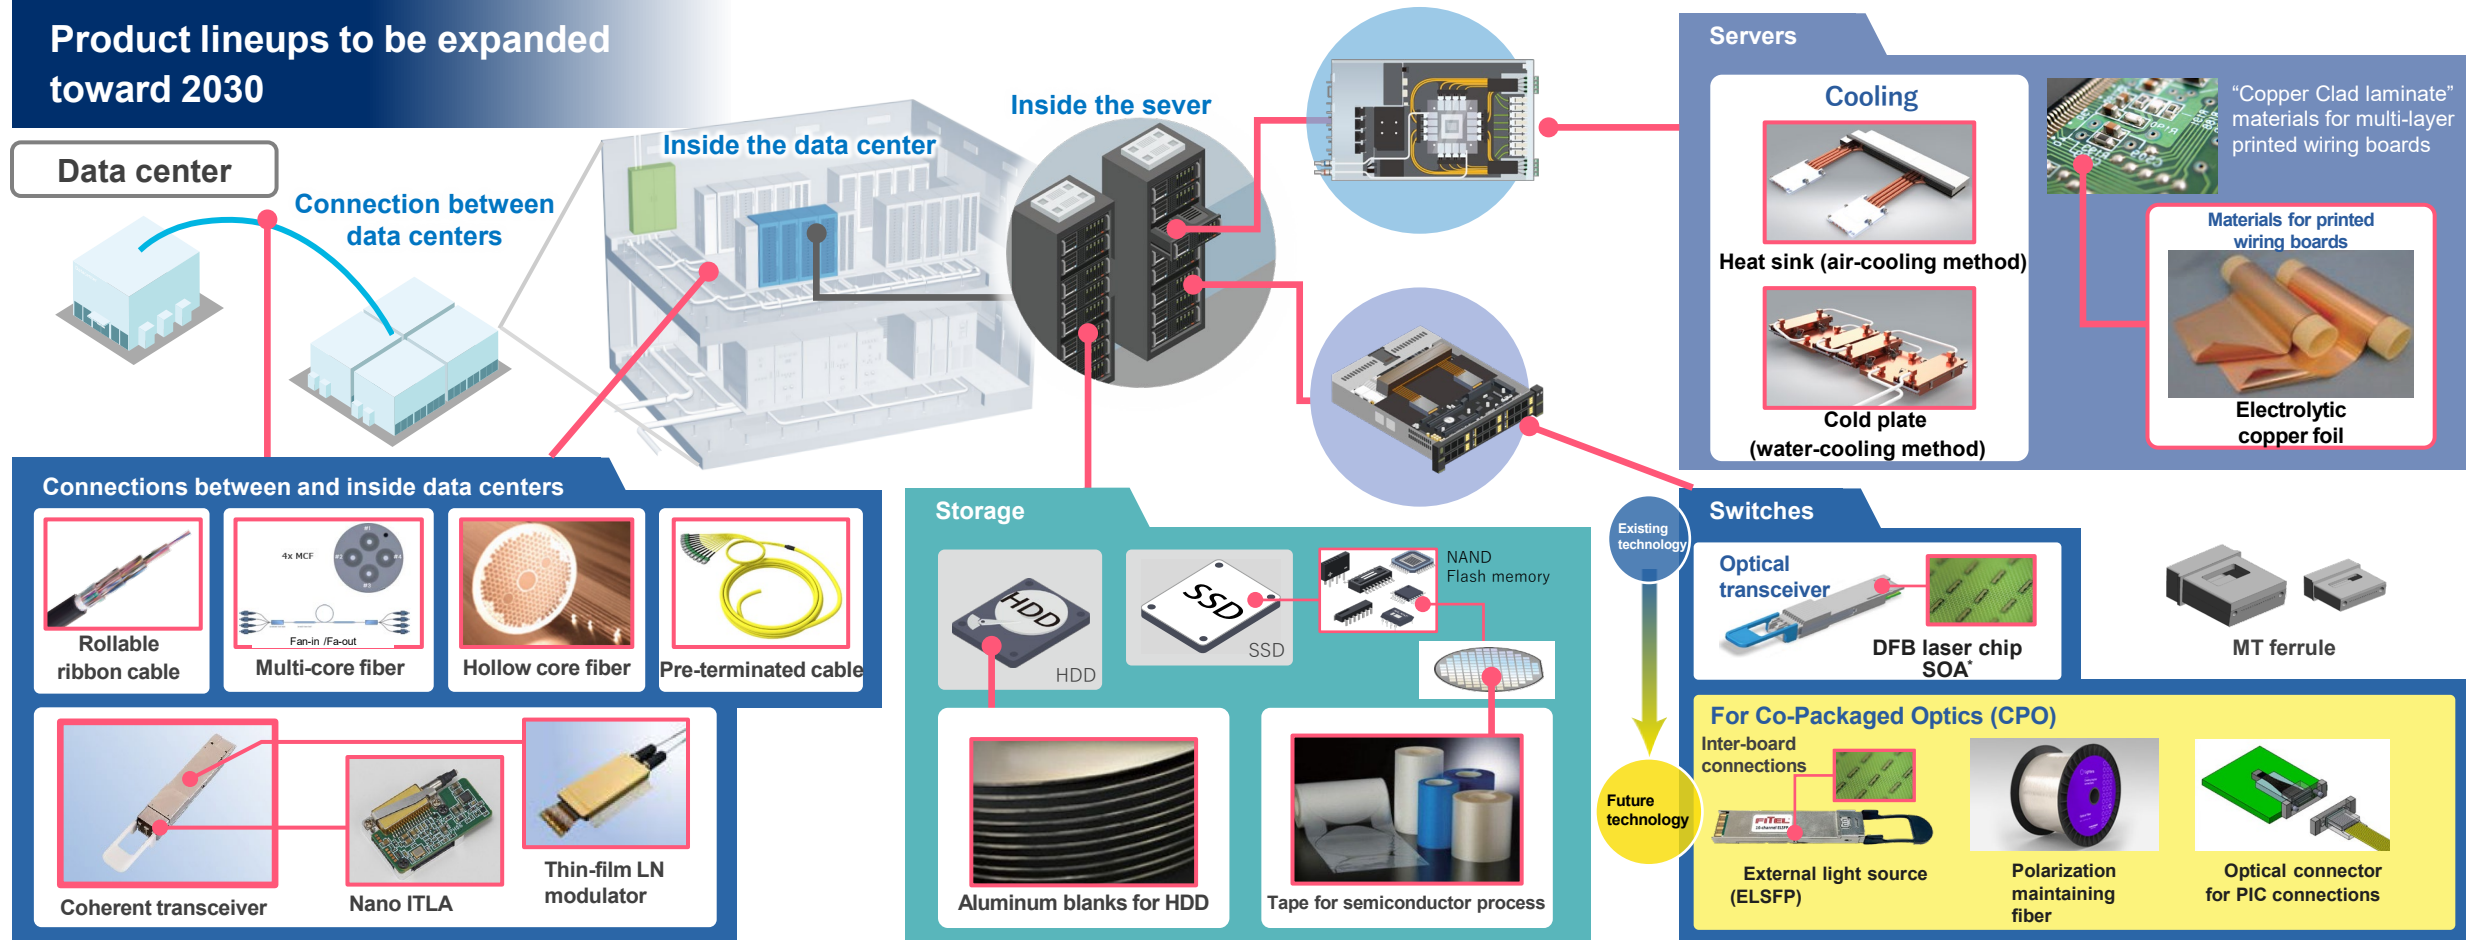 Product lineups to be expanded
toward 2030
Data center
Connection between
data centers
Inside the data center
Inside the sever
Servers
Cooling
Heat sink (air-cooling method)
Cold plate
(water-cooling method)
“Copper Clad laminate”
materials for multi-layer
printed wiring boards
Materials for printed
wiring boards
Electrolytic
copper foil
Connections between and inside data centers
Rollable
ribbon cable
4x MCF
#1
#4
Fan-in /Fa-out
Multi-core fiber
Hollow core fiber
Pre-terminated cable
Coherent transceiver
Nano ITLA
Thin-film LN
modulator
Storage
HDD
HDD
SSD
SSD
NAND
Flash memory
Aluminum blanks for HDD
Tape for semiconductor process
Existing
technology
Future
technology
Switches
Optical
transceiver
DFB laser chip
SOA*
MT ferrule
For Co-Packaged Optics (CPO)
Inter-board
connections
FITEL
External light source
(ELSFP)
Polarization
maintaining
fiber
Optical connector
for PIC connections